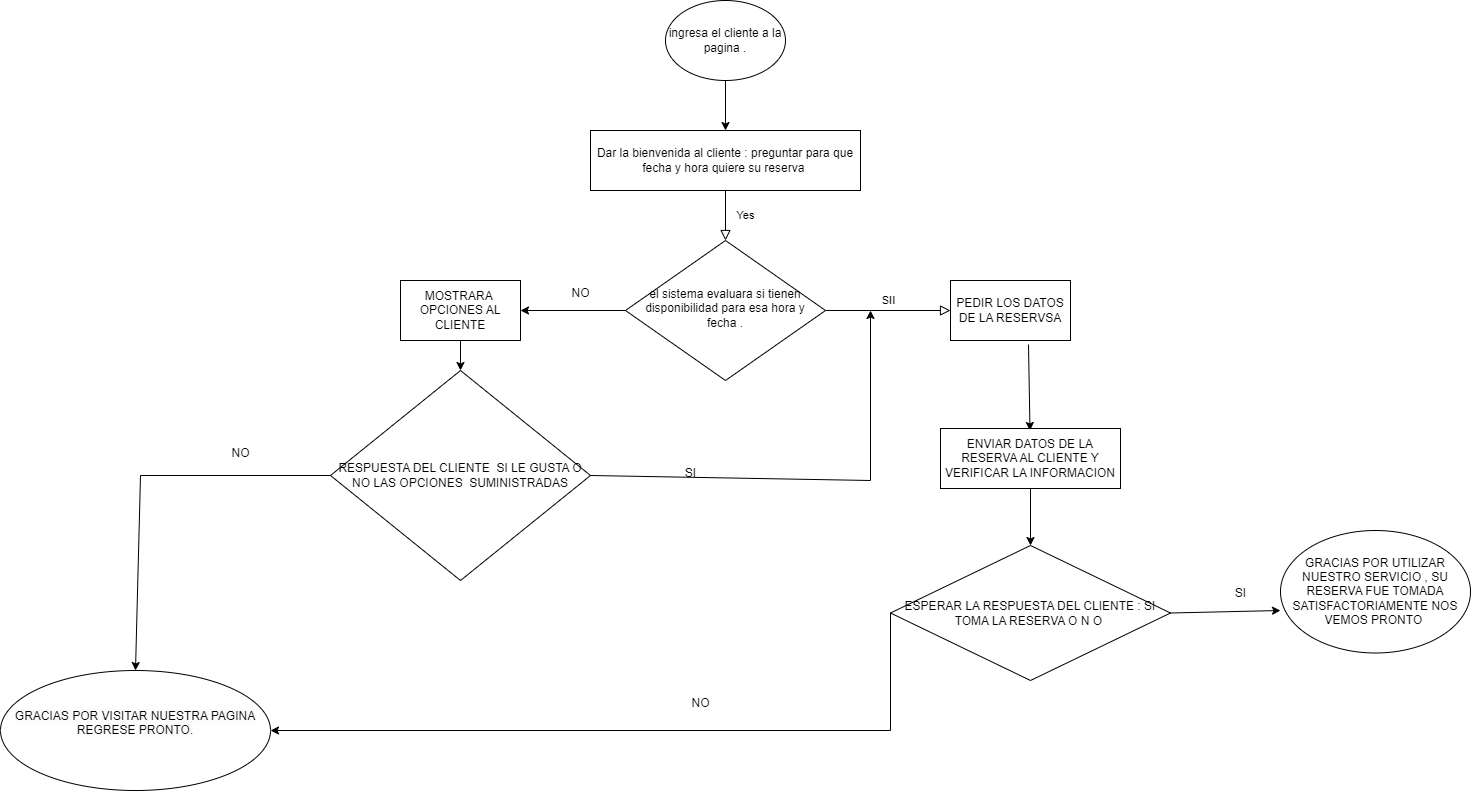 ingresa el cliente a la
pagina .
Dar la bienvenida al cliente : preguntar para que
fecha y hora quiere su reserva
Yes
el sistema evaluara si tienen
disponibilidad para esa hora y
fecha .
NO
SII
MOSTRARA
OPCIONES AL
CLIENTE
PEDIR LOS DATOS
DE LA RESERVSA
RESPUESTA DEL CLIENTE SI LE GUSTA O
NO LAS OPCIONES SUMINISTRADAS
NO
SI
ENVIAR DATOS DE LA
RESERVA AL CLIENTE Y
VERIFICAR LA INFORMACION
ESPERAR LA RESPUESTA DEL CLIENTE : SI
TOMA LA RESERVA O N O
SI
GRACIAS POR UTILIZAR
NUESTRO SERVICIO , SU
RESERVA FUE TOMADA
SATISFACTORIAMENTE NOS
VEMOS PRONTO
NO
GRACIAS POR VISITAR NUESTRA PAGINA
REGRESE PRONTO.